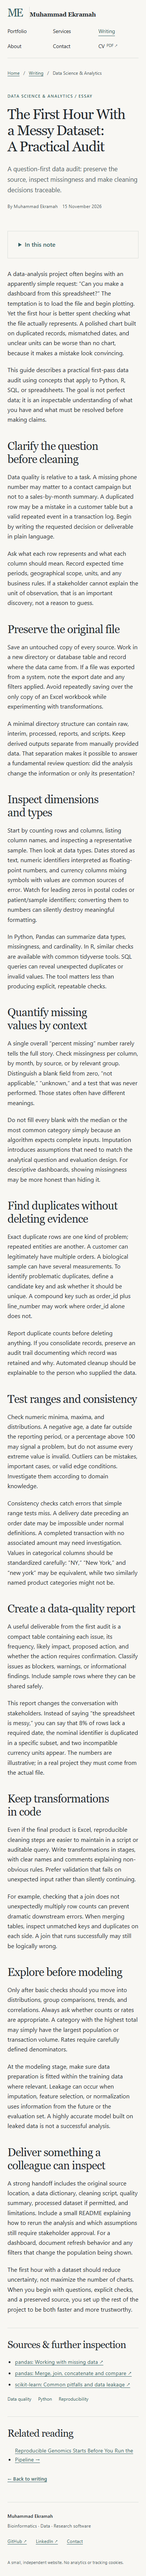 ME Muhammad Ekramah
Portfolio Services Writing
About Contact CV PDF ↗
Home / Writing / Data Science & Analytics
DATA SCIENCE & ANALYTICS / ESSAY
The First Hour With
a Messy Dataset:
A Practical Audit
A question-first data audit: preserve the
source, inspect missingness and make cleaning
decisions traceable.
By Muhammad Ekramah 15 November 2026
▶ In this note
A data-analysis project often begins with an
apparently simple request: “Can you make a
dashboard from this spreadsheet?” The
temptation is to load the file and begin plotting.
Yet the first hour is better spent checking
what the file actually represents. A polished chart built
on duplicated records, mismatched dates, and
unclear units can be worse than no chart,
because it makes a mistake look convincing.
This guide describes a practical first-pass data
audit using concepts that apply to Python, R,
SQL, or spreadsheets. The goal is not perfect
data; it is an inspectable understanding of what
you have and what must be resolved before
making claims.
Clarify the question
before cleaning
Data quality is relative to a task. A missing phone
number may matter to a contact campaign but
not to a sales-by-month summary. A duplicated
row may be a mistake in a customer table but a
valid repeated event in a transaction log. Begin
by writing the intended decision or deliverable
in plain language.
Ask what one row represents and what each
column should mean. Record expected time
periods, geographical scope, units, and any
business rules. If a stakeholder cannot explain the
unit of observation, that is an important
discovery, not a reason to guess.
Preserve the original file
Save an untouched copy of every source. Work in
a new directory or database table and record
where the data came from. If a file was exported
from a system, note the export date and any
filters applied. Avoid repeatedly saving over the
only copy of an Excel workbook while
experimenting with transformations.
A minimal directory structure can contain raw,
interim, processed, reports, and scripts. Keep
derived outputs separate from manually provided
data. That separation makes it possible to answer
a fundamental review question: did the analysis
change the information or only its presentation?
Inspect dimensions
and types
Start by counting rows and columns, listing
column names, and inspecting a representative
sample. Then look at data types. Dates stored as
text, numeric identifiers interpreted as floating-
point numbers, and currency columns mixing
symbols with values are common sources of
error. Watch for leading zeros in postal codes or
patient/sample identifiers; converting them to
numbers can silently destroy meaningful
formatting.
In Python, Pandas can summarize data types,
missingness, and cardinality. In R, similar checks
are available with common tidyverse tools. SQL
queries can reveal unexpected duplicates or
invalid values. The tool matters less than
producing explicit, repeatable checks.
Quantify missing
values by context
A single overall “percent missing” number rarely
tells the full story. Check missingness per column,
by month, by source, or by relevant group.
Distinguish a blank field from zero, “not
applicable,” “unknown,” and a test that was never
performed. Those states often have different
meanings.
Do not fill every blank with the median or the
most common category simply because an
algorithm expects complete inputs. Imputation
introduces assumptions that need to match the
analytical question and evaluation design. For
descriptive dashboards, showing missingness
may be more honest than hiding it.
Find duplicates without
deleting evidence
Exact duplicate rows are one kind of problem;
repeated entities are another. A customer can
legitimately have multiple orders. A biological
sample can have several measurements. To
identify problematic duplicates, define a
candidate key and ask whether it should be
unique. A compound key such as order_id plus
line_number may work where order_id alone
does not.
Report duplicate counts before deleting
anything. If you consolidate records, preserve an
audit trail documenting which record was
retained and why. Automated cleanup should be
explainable to the person who supplied the data.
Test ranges and consistency
Check numeric minima, maxima, and
distributions. A negative age, a date far outside
the reporting period, or a percentage above 100
may signal a problem, but do not assume every
extreme value is invalid. Outliers can be mistakes,
important cases, or valid edge conditions.
Investigate them according to domain
knowledge.
Consistency checks catch errors that simple
range tests miss. A delivery date preceding an
order date may be impossible under normal
definitions. A completed transaction with no
associated amount may need investigation.
Values in categorical columns should be
standardized carefully: “NY,” “New York,” and
“new york” may be equivalent, while two similarly
named product categories might not be.
Create a data-quality report
A useful deliverable from the first audit is a
compact table containing each issue, its
frequency, likely impact, proposed action, and
whether the action requires confirmation. Classify
issues as blockers, warnings, or informational
findings. Include sample rows where they can be
shared safely.
This report changes the conversation with
stakeholders. Instead of saying “the spreadsheet
is messy,” you can say that 8% of rows lack a
required date, the nominal identifier is duplicated
in a specific subset, and two incompatible
currency units appear. The numbers are
illustrative; in a real project they must come from
the actual file.
Keep transformations
in code
Even if the final product is Excel, reproducible
cleaning steps are easier to maintain in a script or
auditable query. Write transformations in stages,
with clear names and comments explaining non-
obvious rules. Prefer validation that fails on
unexpected input rather than silently continuing.
For example, checking that a join does not
unexpectedly multiply row counts can prevent
dramatic downstream errors. When merging
tables, inspect unmatched keys and duplicates on
each side. A join that runs successfully may still
be logically wrong.
Explore before modeling
Only after basic checks should you move into
distributions, group comparisons, trends, and
correlations. Always ask whether counts or rates
are appropriate. A category with the highest total
may simply have the largest population or
transaction volume. Rates require carefully
defined denominators.
At the modeling stage, make sure data
preparation is fitted within the training data
where relevant. Leakage can occur when
imputation, feature selection, or normalization
uses information from the future or the
evaluation set. A highly accurate model built on
leaked data is not a successful analysis.
Deliver something a
colleague can inspect
A strong handoff includes the original source
location, a data dictionary, cleaning script, quality
summary, processed dataset if permitted, and
limitations. Include a small README explaining
how to rerun the analysis and which assumptions
still require stakeholder approval. For a
dashboard, document refresh behavior and any
filters that change the population being shown.
The first hour with a dataset should reduce
uncertainty, not maximize the number of charts.
When you begin with questions, explicit checks,
and a preserved source, you set up the rest of the
project to be both faster and more trustworthy.
Sources & further inspection
• pandas: Working with missing data ↗
• pandas: Merge, join, concatenate and compare ↗
• scikit-learn: Common pitfalls and data leakage ↗
Data quality Python Reproducibility
Related reading
• Reproducible Genomics Starts Before You Run the
Pipeline →
← Back to writing
Muhammad Ekramah
Bioinformatics · Data · Research software
GitHub ↗ LinkedIn ↗ Contact
A small, independent website. No analytics or tracking cookies.